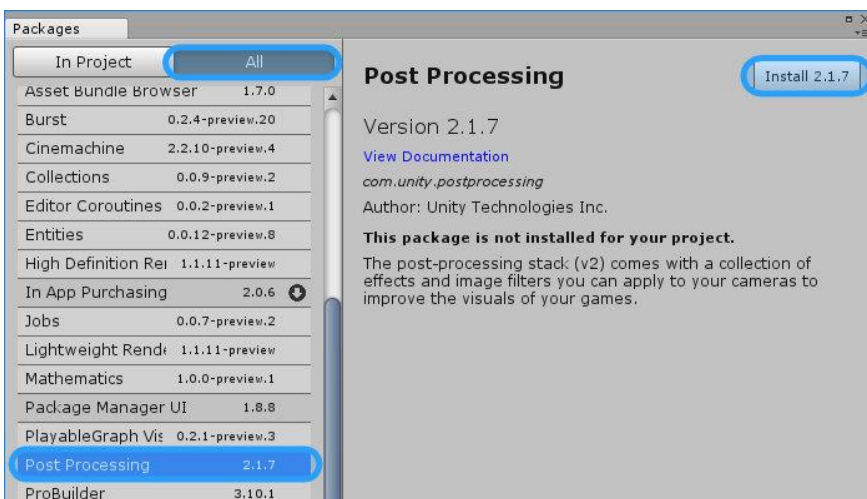 Packages
In Project All
Asset Bundle Browser 1.7.0
Burst 0.2.4-preview.20
Cinemachine 2.2.10-preview.4
Collections 0.0.9-preview.2
Editor Coroutines 0.0.2-preview.1
Entities 0.0.12-preview.8
High Definition Rei 1.1.11-preview
In App Purchasing 2.0.6
Jobs 0.0.7-preview.2
Lightweight Rende 1.1.11-preview
Mathematics 1.0.0-preview.1
Package Manager UI 1.8.8
PlayableGraph Vis 0.2.1-preview.3
Post Processing 2.1.7
ProBuilder 3.10.1
Post Processing
Install 2.1.7
Version 2.1.7
View Documentation
com.unity.postprocessing
Author: Unity Technologies Inc.
This package is not installed for your project.
The post-processing stack (v2) comes with a collection of
effects and image filters you can apply to your cameras to
improve the visuals of your games.